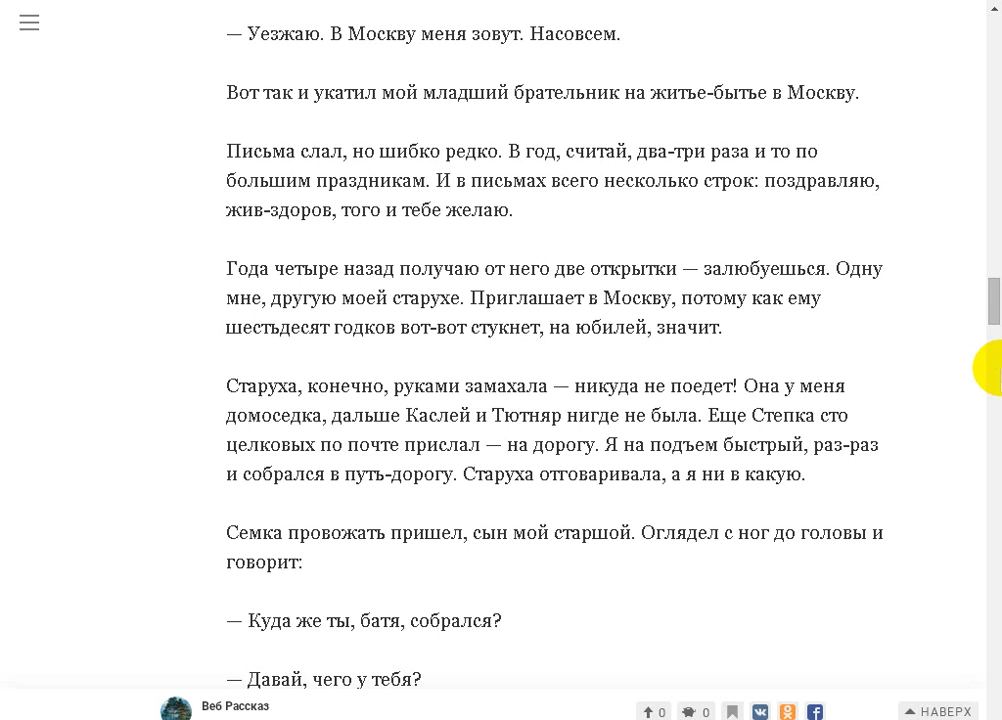 — Уезжаю. В Москву меня зовут. Насовсем.
Вот так и укатил мой младший брательник на житье-бытье в Москву.
Письма слал, но шибко редко. В год, считай, два-три раза и то по
большим праздникам. И в письмах всего несколько строк: поздравляю,
жив-здоров, того и тебе желаю.
Года четыре назад получаю от него две открытки — залюбуешься. Одну
мне, другую моей старухе. Приглашает в Москву, потому как ему
шестьдесят годков вот-вот стукнет, на юбилей, значит.
Старуха, конечно, руками замахала — никуда не поедет! Она у меня
домоседка, дальше Каслей и Тютняр нигде не была. Еще Степка сто
целковых по почте прислал — на дорогу. Я на подъем быстрый, раз-раз
и собрался в путь-дорогу. Старуха отговаривала, а я ни в какую.
Семка провожать пришел, сын мой старшой. Оглядел с ног до головы и
говорит:
— Куда же ты, батя, собрался?
— Давай, чего у тебя?
Веб Рассказ 0 0 НАВЕРХ